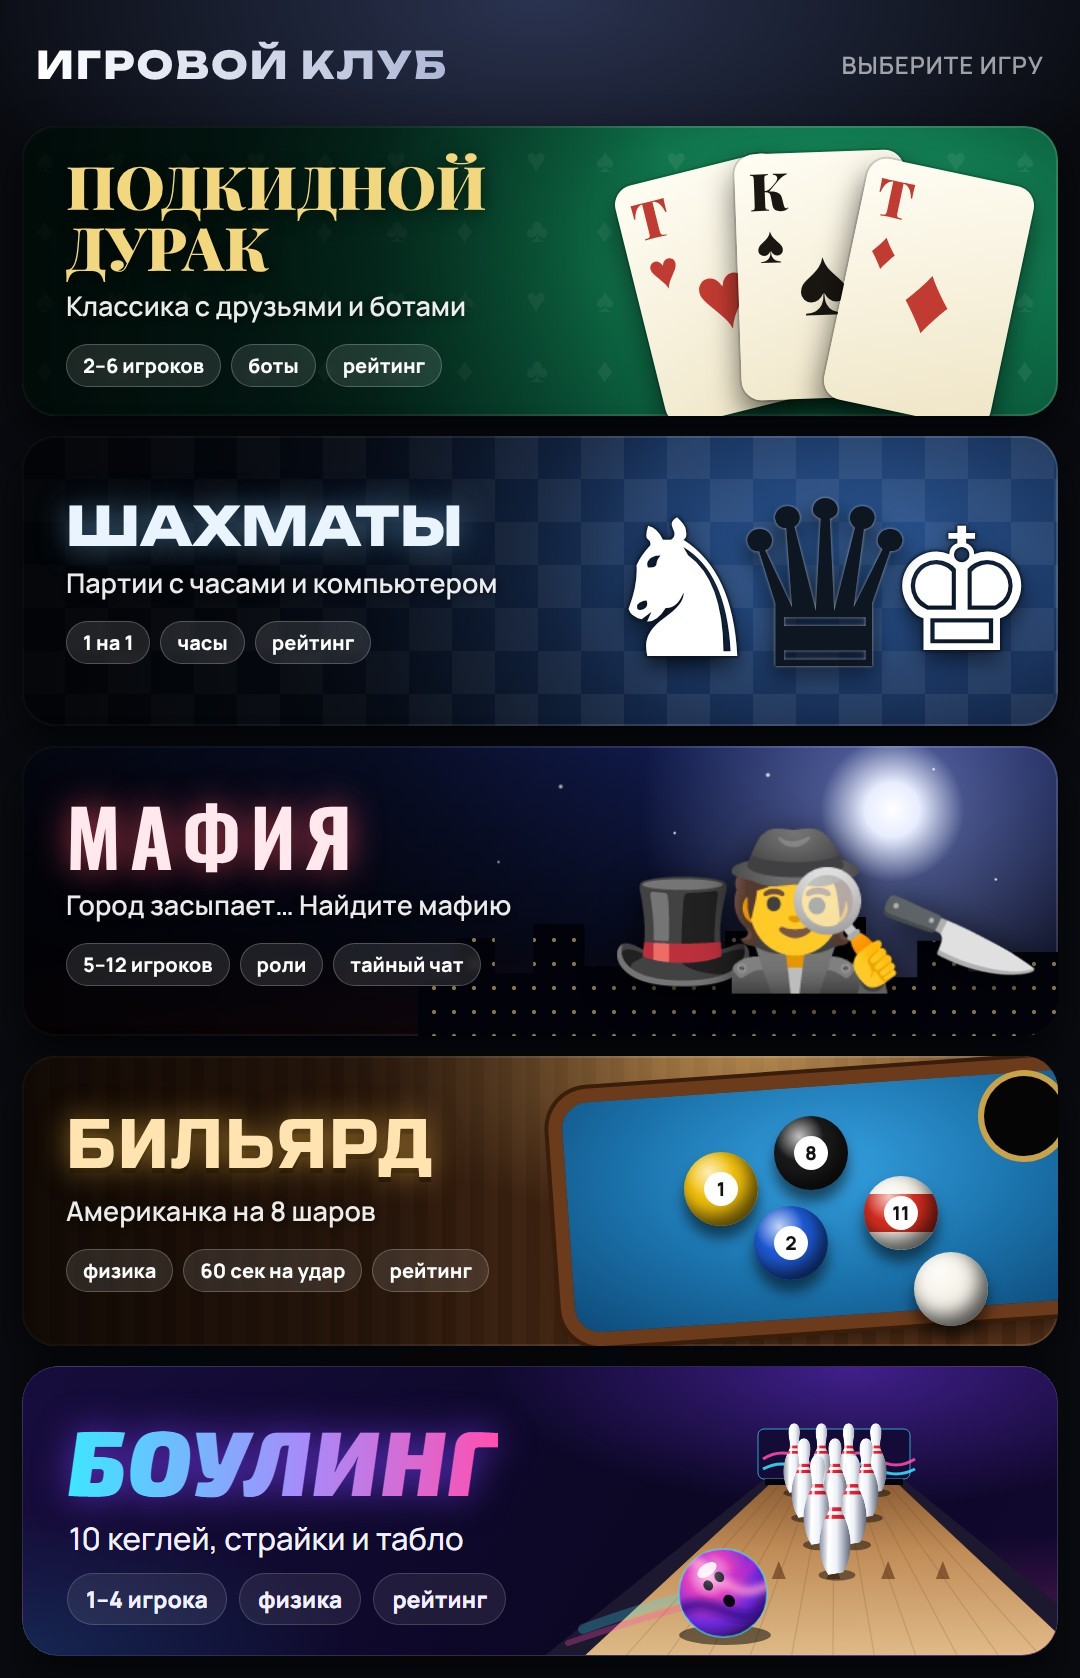 ИГРОВОЙ КЛУБ
ВЫБЕРИТЕ ИГРУ
ПОДКИДНОЙ
ДУРАК
Классика с друзьями и ботами
2–6 игроков
боты
рейтинг
Т
К
Т
ШАХМАТЫ
Партии с часами и компьютером
1 на 1
часы
рейтинг
МАФИЯ
Город засыпает... Найдите мафию
5–12 игроков
роли
тайный чат
БИЛЬЯРД
Американка на 8 шаров
физика
60 сек на удар
рейтинг
8
1
11
2
БОУЛИНГ
10 кеглей, страйки и табло
1–4 игрока
физика
рейтинг